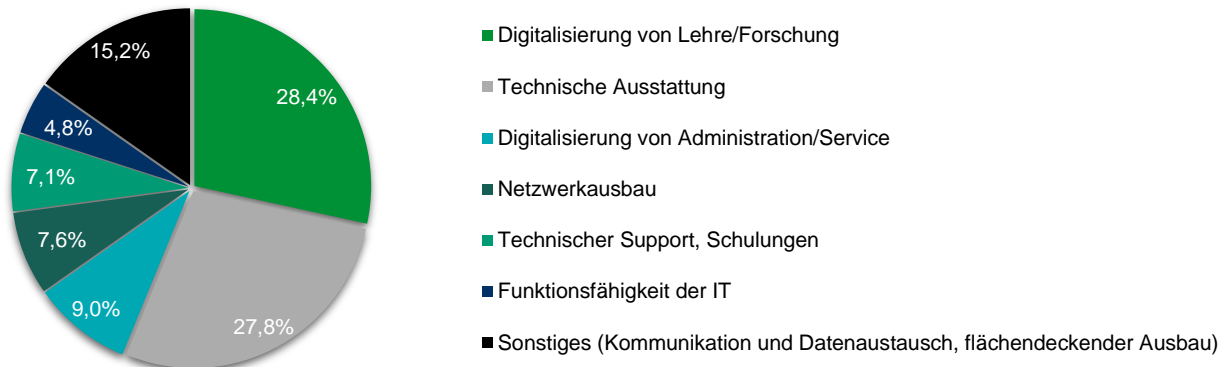 15,2%
28,4%
4,8%
7,1%
7,6%
9,0%
27,8%
Digitalisierung von Lehre/Forschung
Technische Ausstattung
Digitalisierung von Administration/Service
Netzwerkausbau
Technischer Support, Schulungen
Funktionsfähigkeit der IT
Sonstiges (Kommunikation und Datenaustausch, flächendeckender Ausbau)